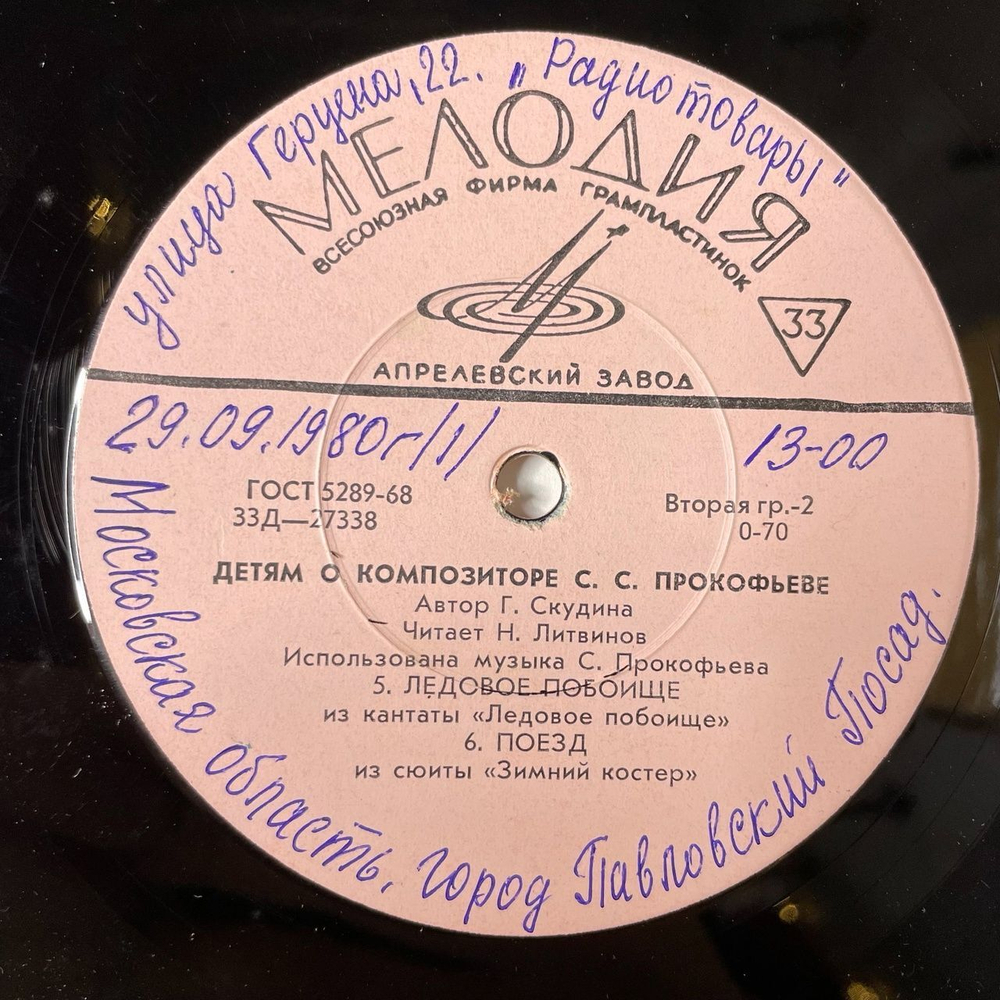 улица Герцена, 22. „Радиотовары"
МЕЛОДИЯ
ВСЕСОЮЗНАЯ ФИРМА ГРАМПЛАСТИНОК
33
АПРЕЛЕВСКИЙ ЗАВОД
29.09.1980г/1/
13-00
ГОСТ 5289-68
33Д—27338
Вторая гр.-2
0-70
ДЕТЯМ О КОМПОЗИТОРЕ С. С. ПРОКОФЬЕВЕ
Автор Г. Скудина
Читает Н. Литвинов
Использована музыка С. Прокофьева
5. ЛЕДОВОЕ ПОБОИЩЕ
из кантаты «Ледовое побоище»
6. ПОЕЗД
из сюиты «Зимний костер»
Московская область, город Павловский Посад.